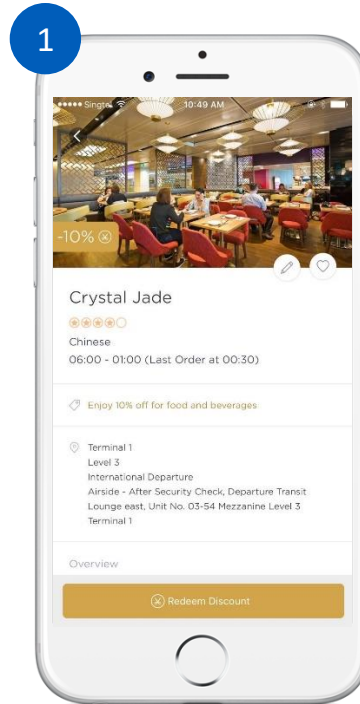 1
Singtel
10:49 AM
-10%
Crystal Jade
Chinese
06:00 - 01:00 (Last Order at 00:30)
Enjoy 10% off for food and beverages
Terminal 1
Level 3
International Departure
Airside - After Security Check, Departure Transit
Lounge east, Unit No. 03-54 Mezzanine Level 3
Terminal 1
Overview
Redeem Discount